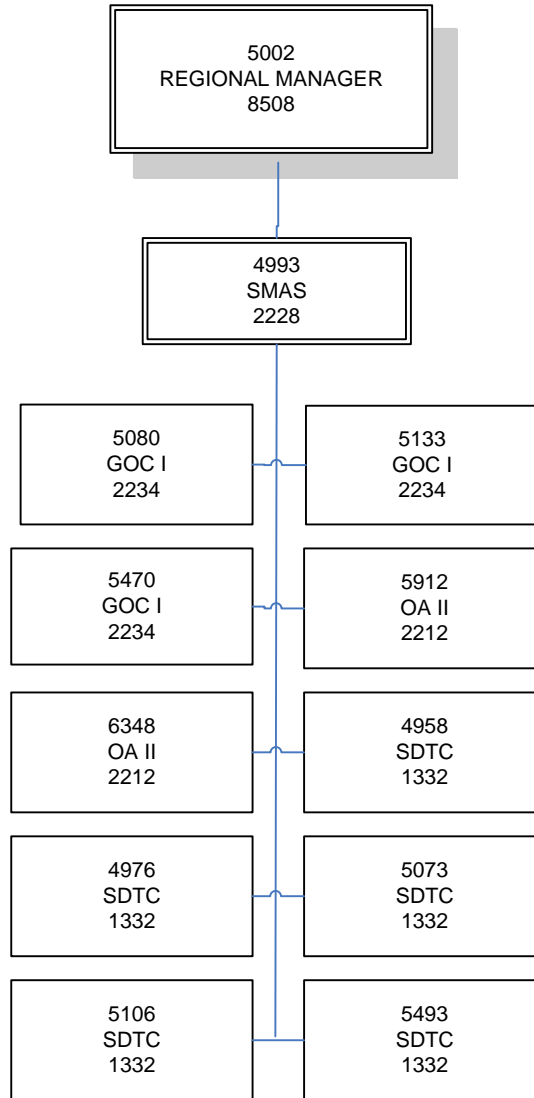 5002
REGIONAL MANAGER
8508
4993
SMAS
2228
5080
GOC I
2234
5133
GOC I
2234
5470
GOC I
2234
5912
OA II
2212
6348
OA II
2212
4958
SDTC
1332
4976
SDTC
1332
5073
SDTC
1332
5106
SDTC
1332
5493
SDTC
1332